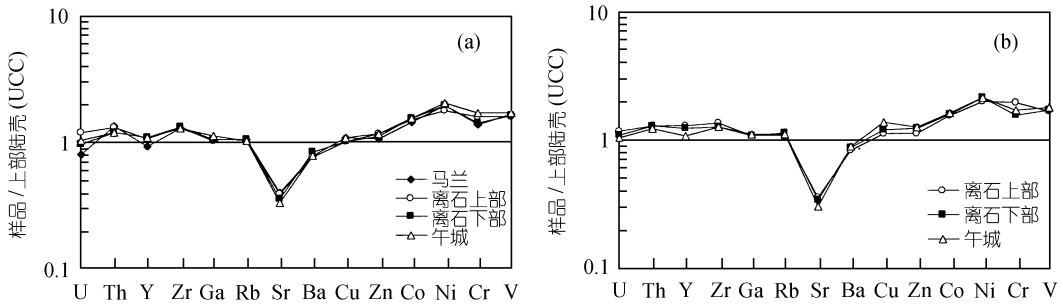 10
(a)
样品/上部陆壳(UCC)
1
马兰
离石上部
离石下部
午城
0.1
U Th Y Zr Ga Rb Sr Ba Cu Zn Co Ni Cr V
10
(b)
样品/上部陆壳(UCC)
1
离石上部
离石下部
午城
0.1
U Th Y Zr Ga Rb Sr Ba Cu Zn Co Ni Cr V